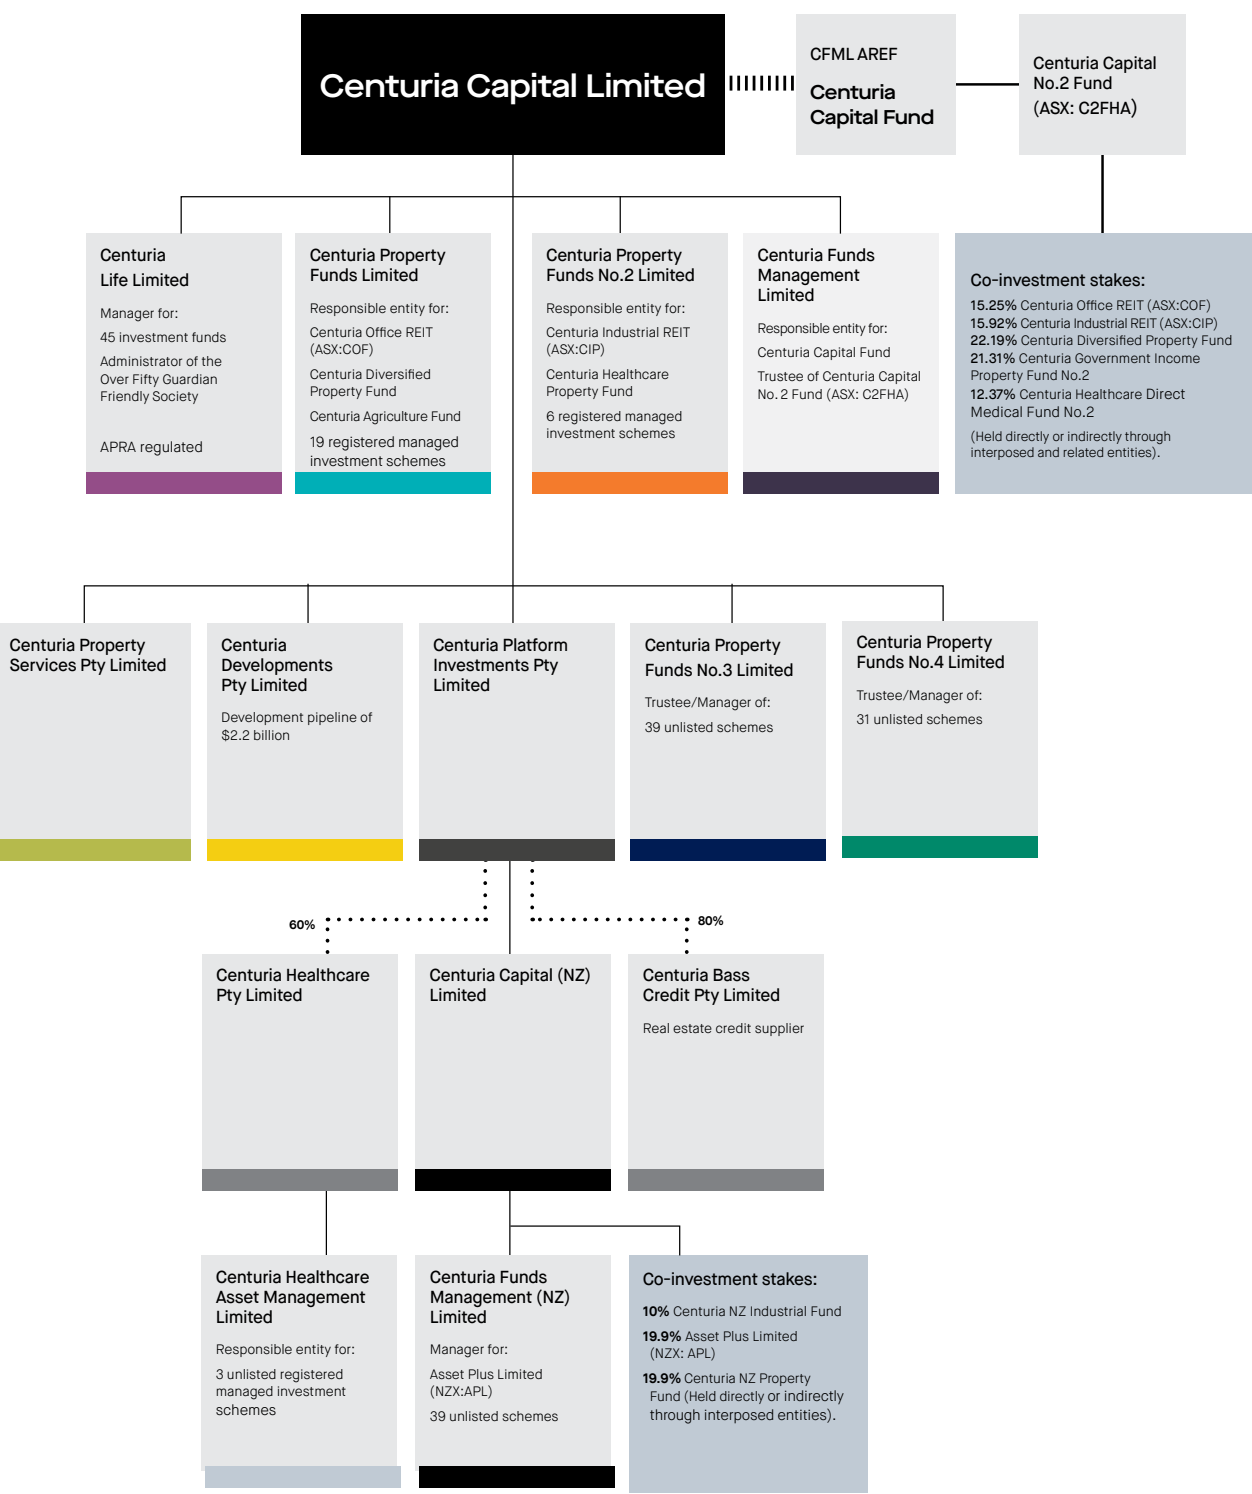 Centuria Capital Limited
CFML AREF
Centuria
Capital Fund
Centuria Capital
No.2 Fund
(ASX: C2FHA)
Centuria
Life Limited
Manager for:
45 investment funds
Administrator of the
Over Fifty Guardian
Friendly Society
APRA regulated
Centuria Property
Funds Limited
Responsible entity for:
Centuria Office REIT
(ASX:COF)
Centuria Diversified
Property Fund
Centuria Agriculture Fund
19 registered managed
investment schemes
Centuria Property
Funds No.2 Limited
Responsible entity for:
Centuria Industrial REIT
(ASX:CIP)
Centuria Healthcare
Property Fund
6 registered managed
investment schemes
Centuria Funds
Management
Limited
Responsible entity for:
Centuria Capital Fund
Trustee of Centuria Capital
No. 2 Fund (ASX: C2FHA)
Co-investment stakes:
15.25% Centuria Office REIT (ASX:COF)
15.92% Centuria Industrial REIT (ASX:CIP)
22.19% Centuria Diversified Property Fund
21.31% Centuria Government Income
Property Fund No.2
12.37% Centuria Healthcare Direct
Medical Fund No.2
(Held directly or indirectly through
interposed and related entities).
Centuria Property
Services Pty Limited
Centuria
Developments
Pty Limited
Development pipeline of
$2.2 billion
Centuria Platform
Investments Pty
Limited
Centuria Property
Funds No.3 Limited
Trustee/Manager of:
39 unlisted schemes
Centuria Property
Funds No.4 Limited
Trustee/Manager of:
31 unlisted schemes
60%
80%
Centuria Healthcare
Pty Limited
Centuria Capital (NZ)
Limited
Centuria Bass
Credit Pty Limited
Real estate credit supplier
Centuria Healthcare
Asset Management
Limited
Responsible entity for:
3 unlisted registered
managed investment
schemes
Centuria Funds
Management (NZ)
Limited
Manager for:
Asset Plus Limited
(NZX:APL)
39 unlisted schemes
Co-investment stakes:
10% Centuria NZ Industrial Fund
19.9% Asset Plus Limited
(NZX: APL)
19.9% Centuria NZ Property
Fund (Held directly or indirectly
through interposed entities).